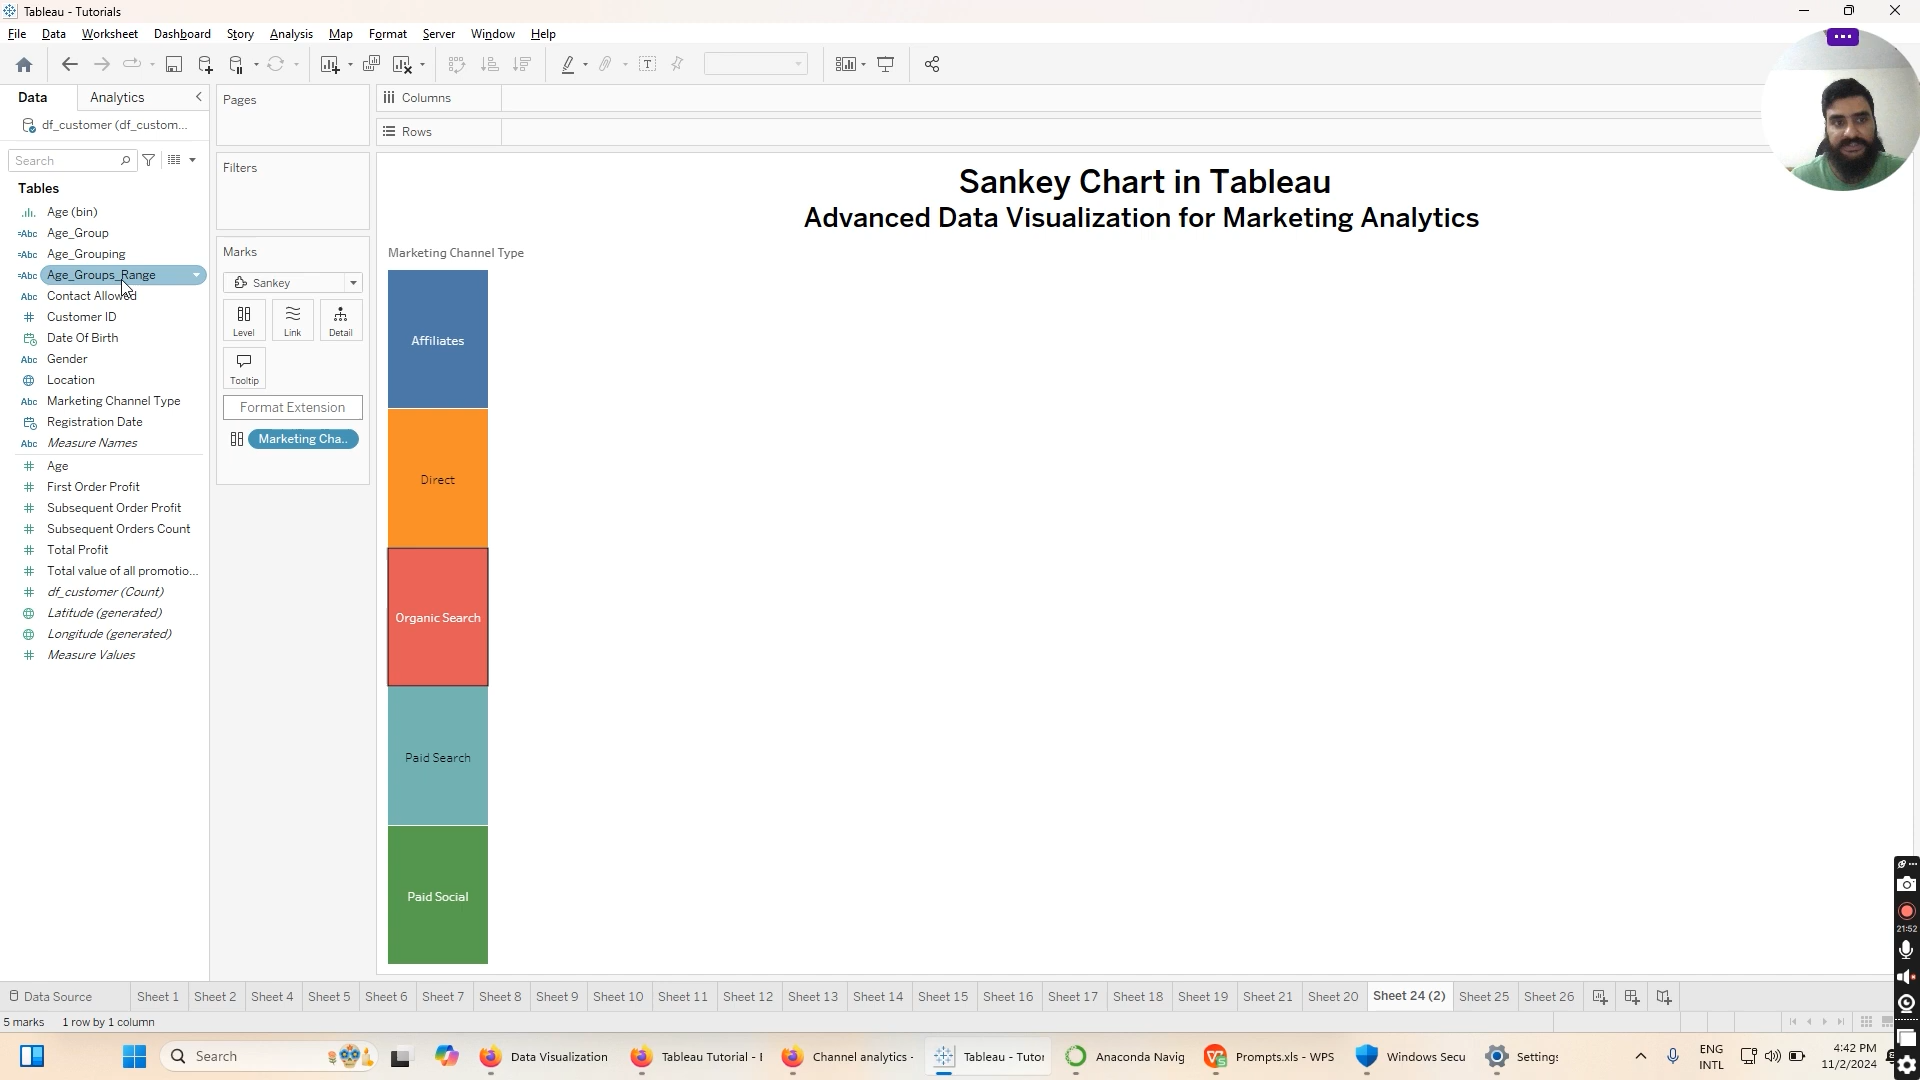 Tableau - Tutorials
File Data Worksheet Dashboard Story Analysis Map Format Server Window Help
Data Analytics
df_customer (df_custom...
Search
Tables
Age (bin)
Abc Age_Group
Abc Age_Grouping
Abc Age_Groups_Range
Abc Contact Allowed
Customer ID
Date Of Birth
Abc Gender
Location
Abc Marketing Channel Type
Registration Date
Abc Measure Names
Age
First Order Profit
Subsequent Order Profit
Subsequent Orders Count
Total Profit
Total value of all promotio...
df_customer (Count)
Latitude (generated)
Longitude (generated)
Measure Values
Pages
Filters
Marks
Sankey
Level Link Detail
Tooltip
Format Extension
Marketing Cha..
Columns
Rows
Sankey Chart in Tableau
Advanced Data Visualization for Marketing Analytics
Marketing Channel Type
Affiliates
Direct
Organic Search
Paid Search
Paid Social
21:52
Data Source Sheet 1 Sheet 2 Sheet 4 Sheet 5 Sheet 6 Sheet 7 Sheet 8 Sheet 9 Sheet 10 Sheet 11 Sheet 12 Sheet 13 Sheet 14 Sheet 15 Sheet 16 Sheet 17 Sheet 18 Sheet 19 Sheet 21 Sheet 20 Sheet 24 (2) Sheet 25 Sheet 26
5 marks 1 row by 1 column
Search Data Visualization Tableau Tutorial - E Channel analytics - Tableau - Tutor Anaconda Navig Prompts.xls - WPS Windows Secu Settings
ENG
INTL
4:42 PM
11/2/2024